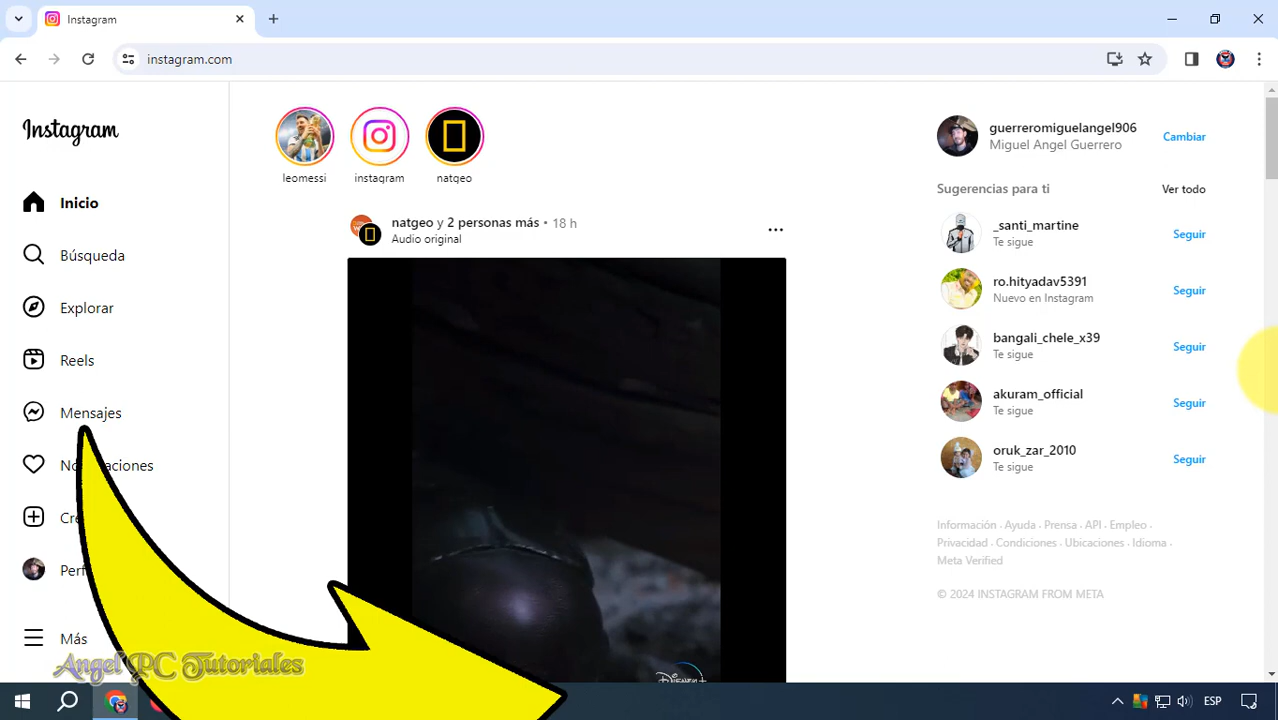 Instagram
instagram.com
Instagram
Inicio
Búsqueda
Explorar
Reels
Mensajes
Más
leomessi
instagram
natgeo
natgeo y 2 personas más • 18 h
Audio original
DISNEY+
guerreromiguelangel906
Miguel Angel Guerrero
Cambiar
Sugerencias para ti
Ver todo
_santi_martine
Te sigue
Seguir
ro.hityadav5391
Nuevo en Instagram
Seguir
bangali_chele_x39
Te sigue
Seguir
akuram_official
Te sigue
Seguir
oruk_zar_2010
Te sigue
Seguir
Información · Ayuda · Prensa · API · Empleo ·
Privacidad · Condiciones · Ubicaciones · Idioma ·
Meta Verified
© 2024 INSTAGRAM FROM META
Angel PC Tutoriales
ESP